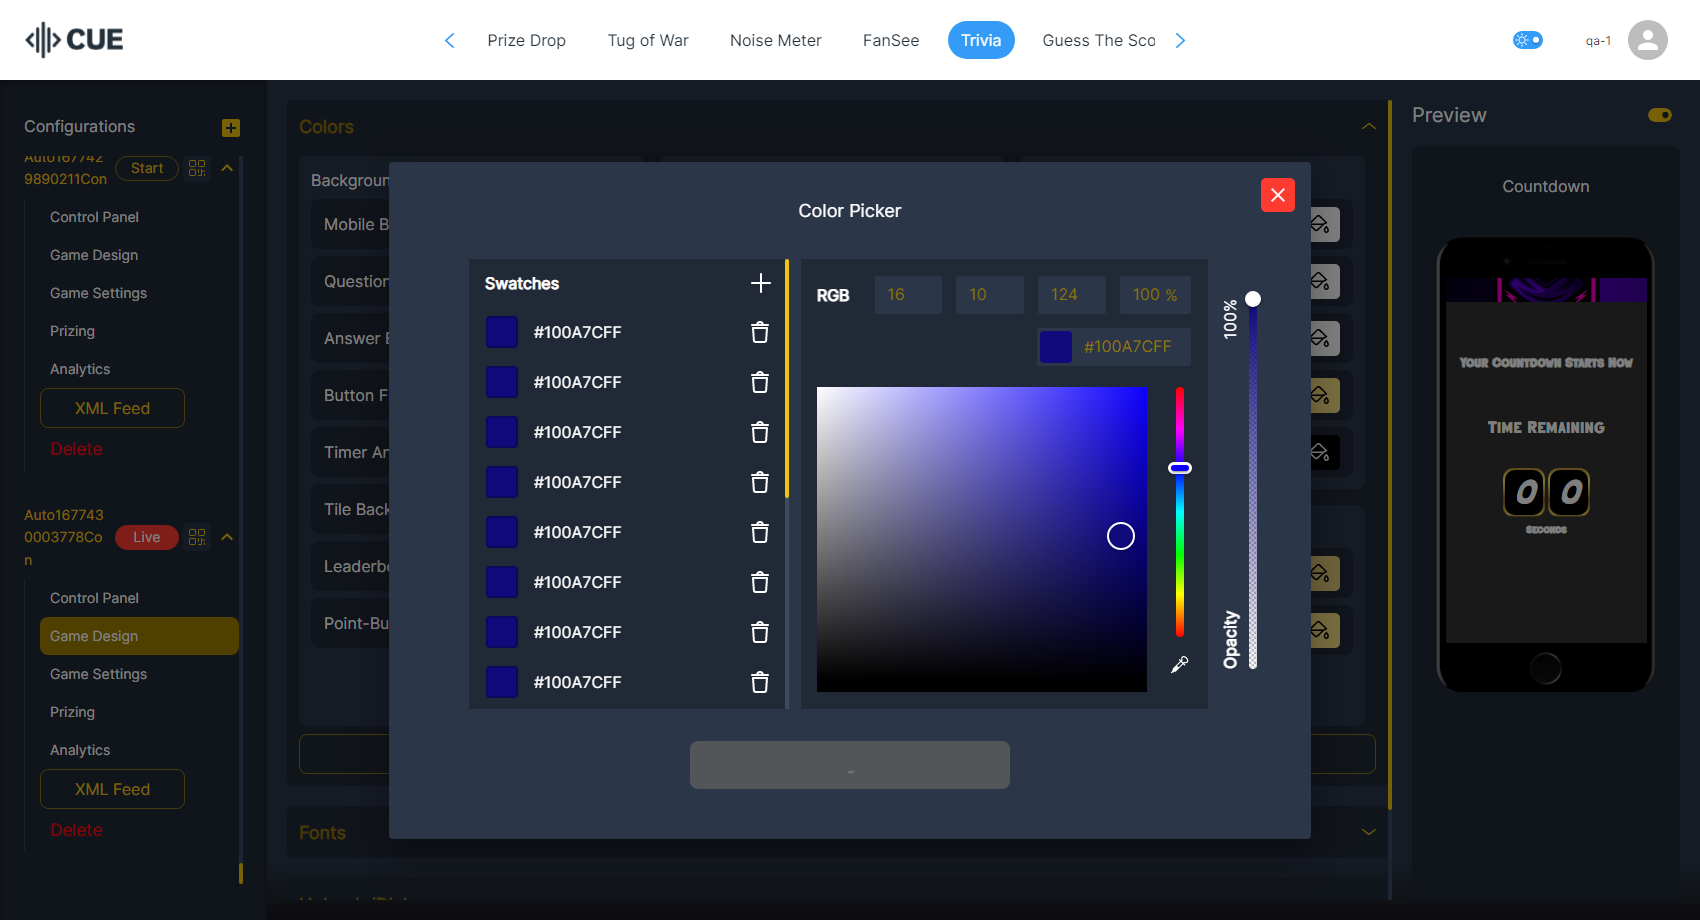 CUE
Prize Drop
Tug of War
Noise Meter
FanSee
Trivia
Guess The Sco
qa-1
Configurations
Auto167742
9890211Con
Start
Control Panel
Game Design
Game Settings
Prizing
Analytics
XML Feed
Delete
Auto167743
0003778Co
n
Live
Control Panel
Game Design
Game Settings
Prizing
Analytics
XML Feed
Delete
Colors
Backgroun
Mobile B
Question
Answer
Button F
Timer An
Tile Back
Leaderbo
Point-Bu
Fonts
Color Picker
Swatches
#100A7CFF
#100A7CFF
#100A7CFF
#100A7CFF
#100A7CFF
#100A7CFF
#100A7CFF
#100A7CFF
RGB
16
10
124
100 %
#100A7CFF
100%
Opacity
Preview
Countdown
Your Countdown Starts Now
Time Remaining
0 0
Seconds